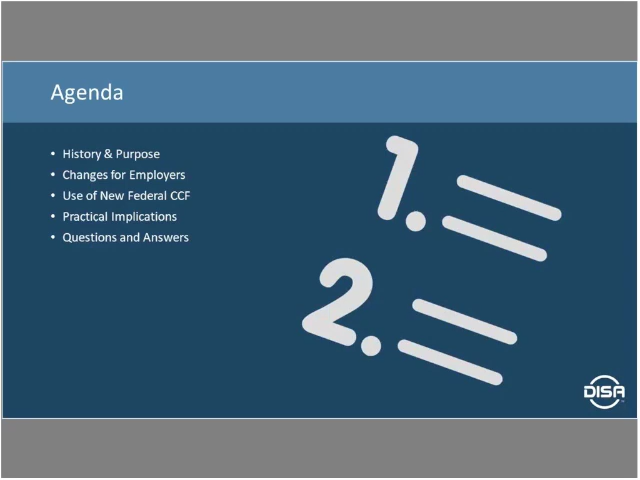 Agenda
• History & Purpose
• Changes for Employers
• Use of New Federal CCF
• Practical Implications
• Questions and Answers
1.
2.
DISA